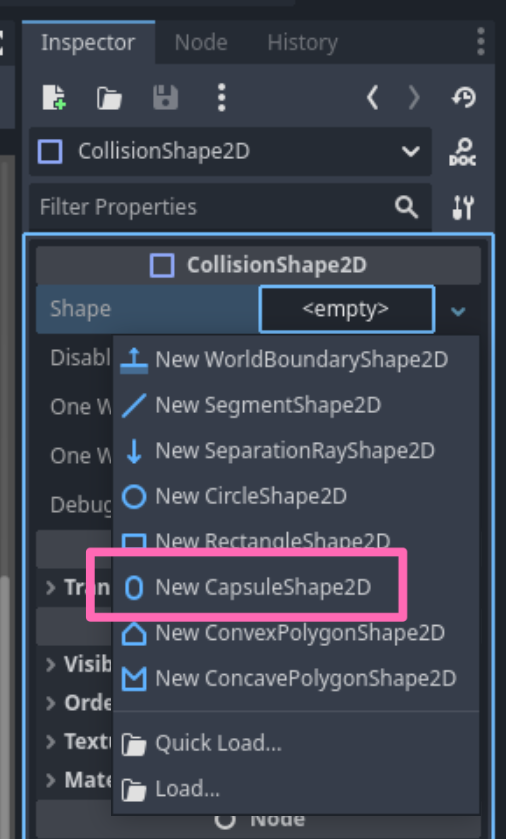 Inspector Node History
CollisionShape2D
DOC
Filter Properties
CollisionShape2D
Shape <empty>
New WorldBoundaryShape2D
Disabl
New SegmentShape2D
One W
New SeparationRayShape2D
One W
New CircleShape2D
Debug
New RectangleShape2D
New CapsuleShape2D
Tran
New ConvexPolygonShape2D
Visib
New ConcavePolygonShape2D
Orde
Quick Load...
Textu
Load...
Mate
Node